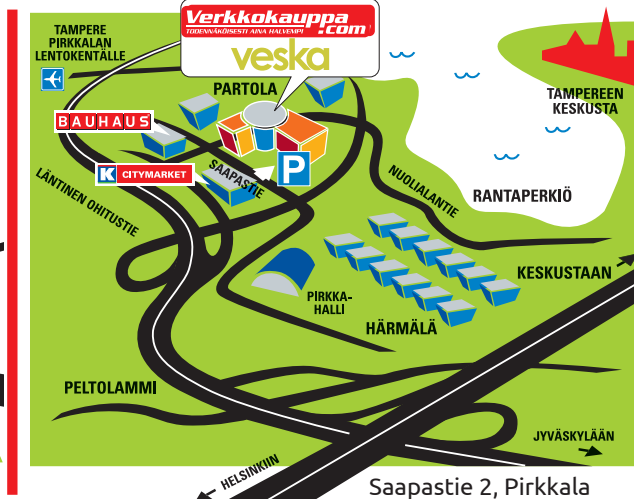 TAMPERE
PIRKKALAN
LENTOKENTÄLLE
Verkkokauppa
.com
TODENNÄKÖISESTI AINA HALVEMPI
veska
PARTOLA
TAMPEREEN
KESKUSTA
BAUHAUS
K CITYMARKET
SAAPASTIE
P
NUOLIALANTIE
RANTAPERKIÖ
LÄNTINEN OHITUSTIE
KESKUSTAAN
PIRKKA-
HALLI
HÄRMÄLÄ
PELTOLAMMI
JYVÄSKYLÄÄN
HELSINKIIN
Saapastie 2, Pirkkala